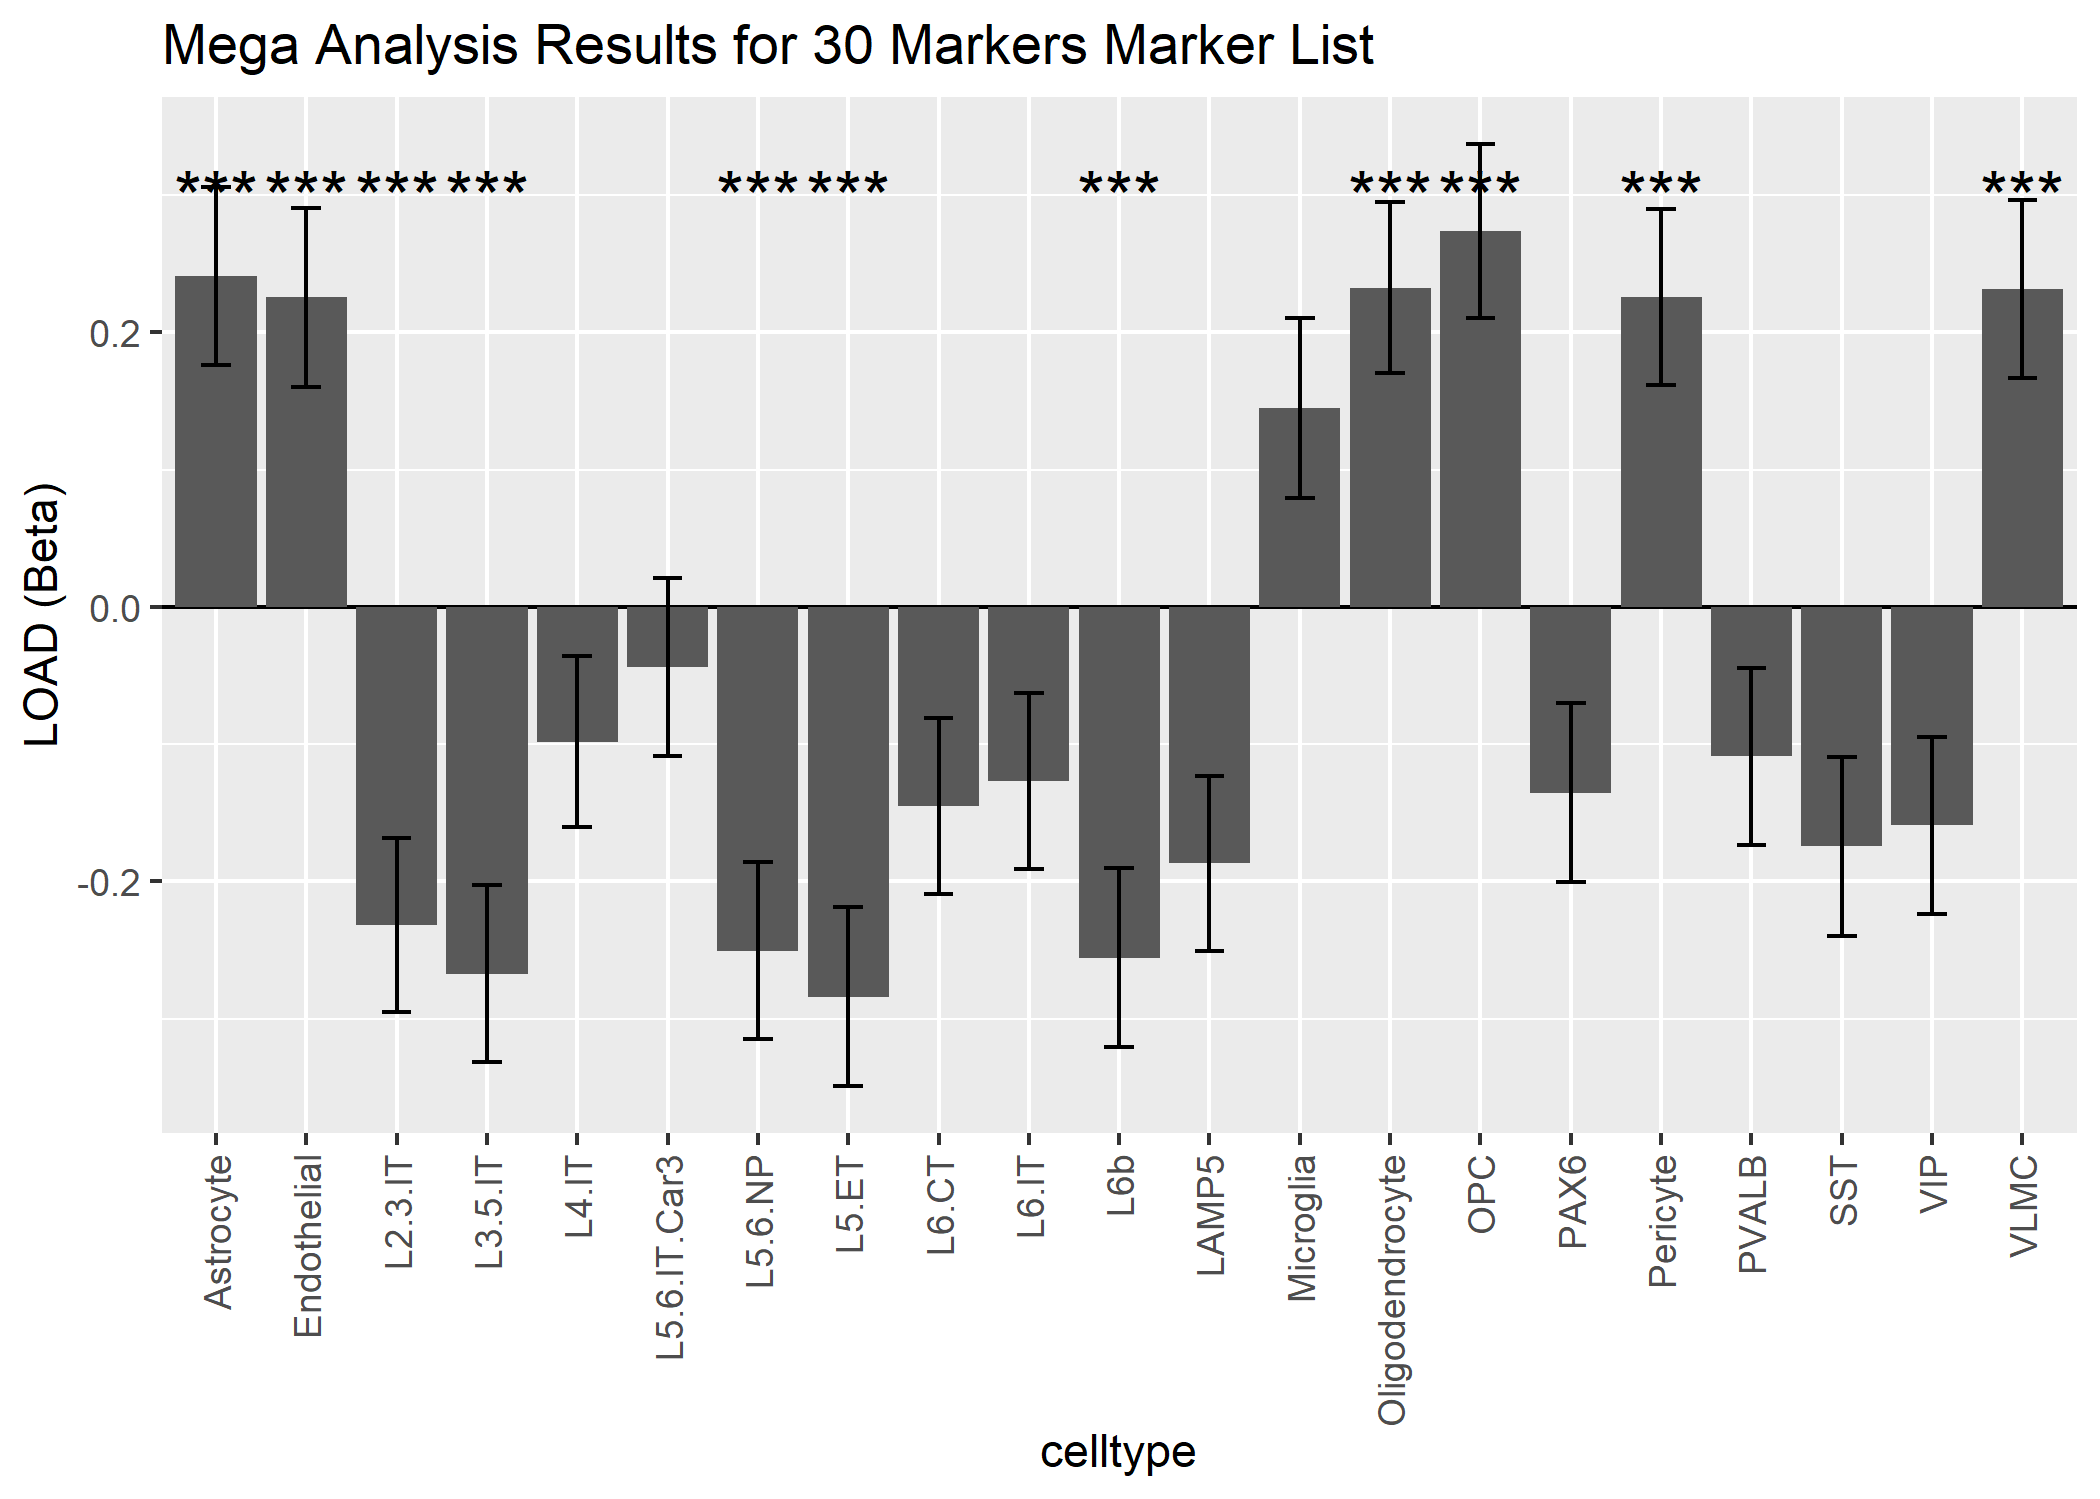 Mega Analysis Results for 30 Markers Marker List
*** *** *** *** *** *** *** *** *** *** ***
LOAD (Beta)
0.2
0.0
-0.2
Astrocyte
Endothelial
L2.3.IT
L3.5.IT
L4.IT
L5.6.IT.Car3
L5.6.NP
L5.ET
L6.CT
L6.IT
L6b
LAMP5
Microglia
Oligodendrocyte
OPC
PAX6
Pericyte
PVALB
SST
VIP
VLMC
celltype